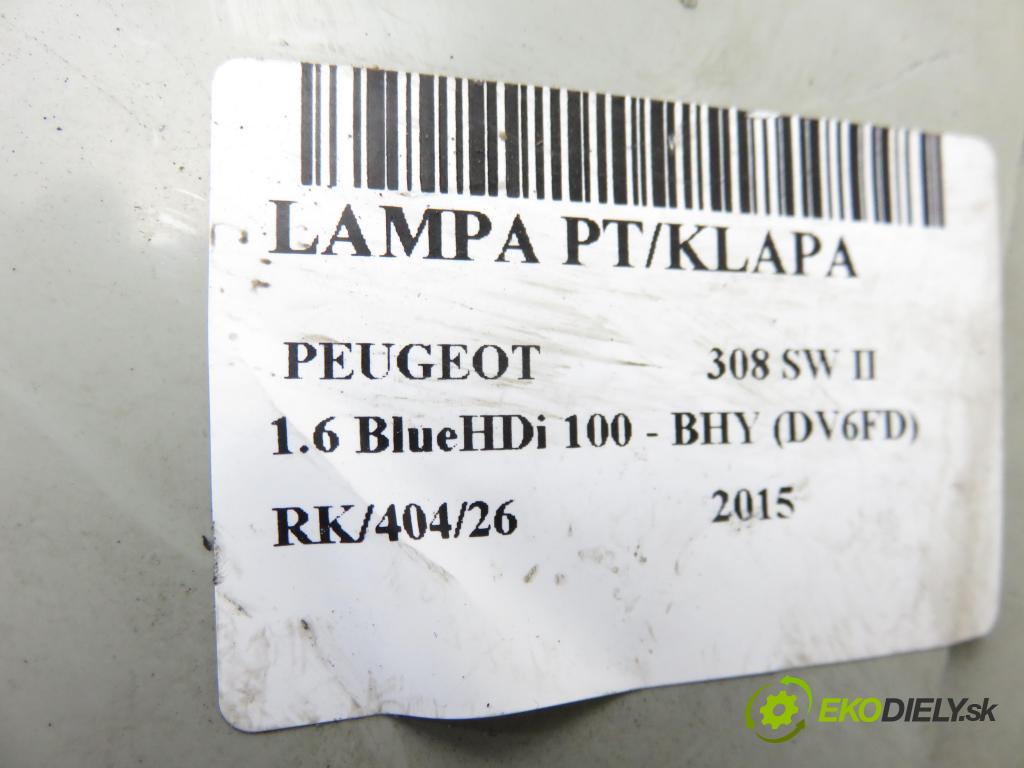 LAMPA PT/KLAPA
PEUGEOT 308 SW II
1.6 BlueHDi 100 - BHY (DV6FD)
RK/404/26 2015
EKODIELY.sk